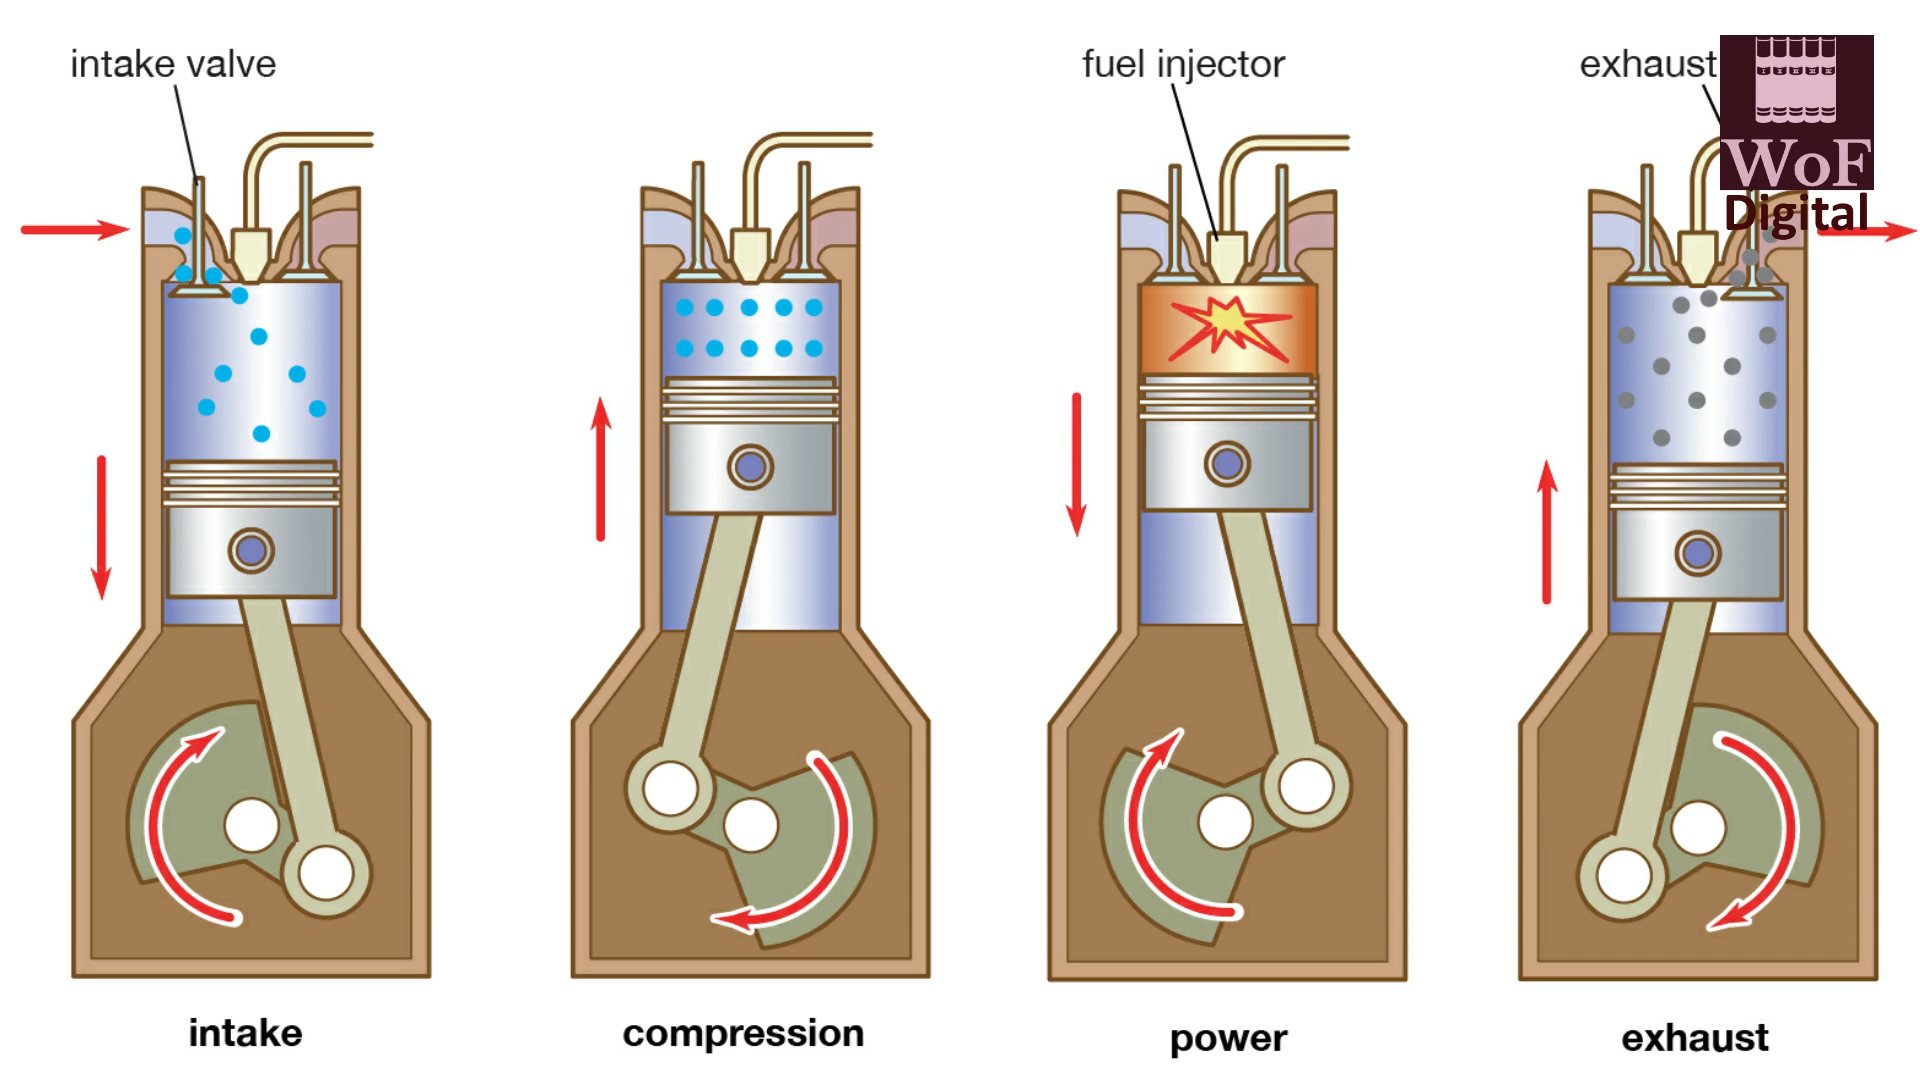 intake valve
fuel injector
exhaust
WoF
Digital
intake
compression
power
exhaust